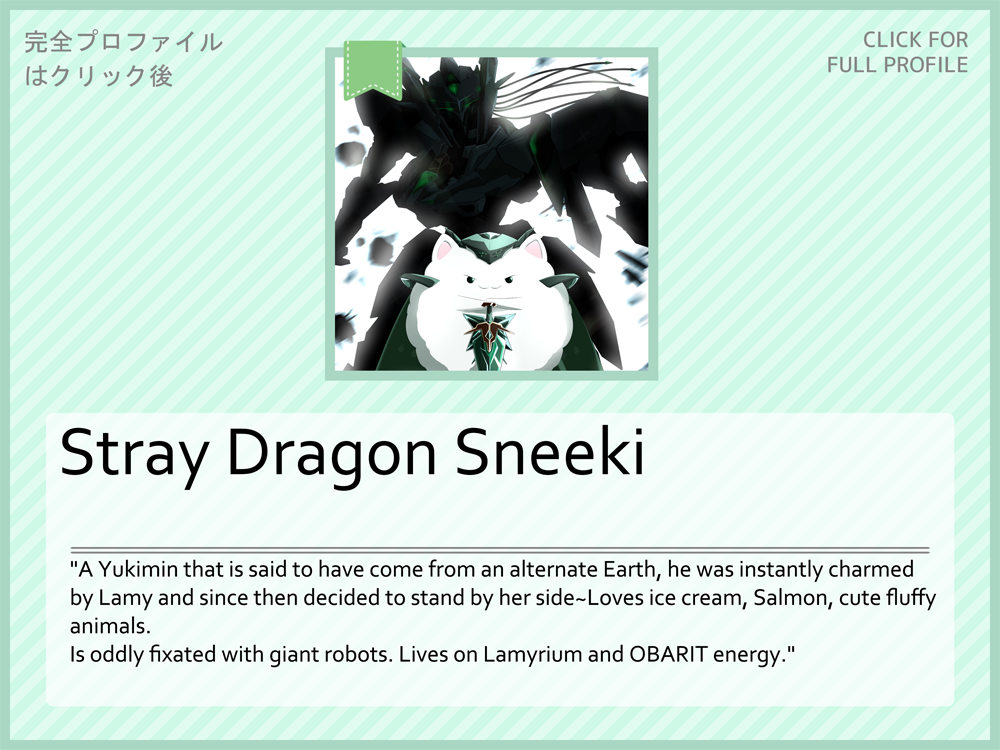 完全プロファイル
はクリック後
CLICK FOR
FULL PROFILE
Stray Dragon Sneeki
"A Yukimin that is said to have come from an alternate Earth, he was instantly charmed
by Lamy and since then decided to stand by her side~Loves ice cream, Salmon, cute fluffy
animals.
Is oddly fixated with giant robots. Lives on Lamyrium and OBARIT energy."